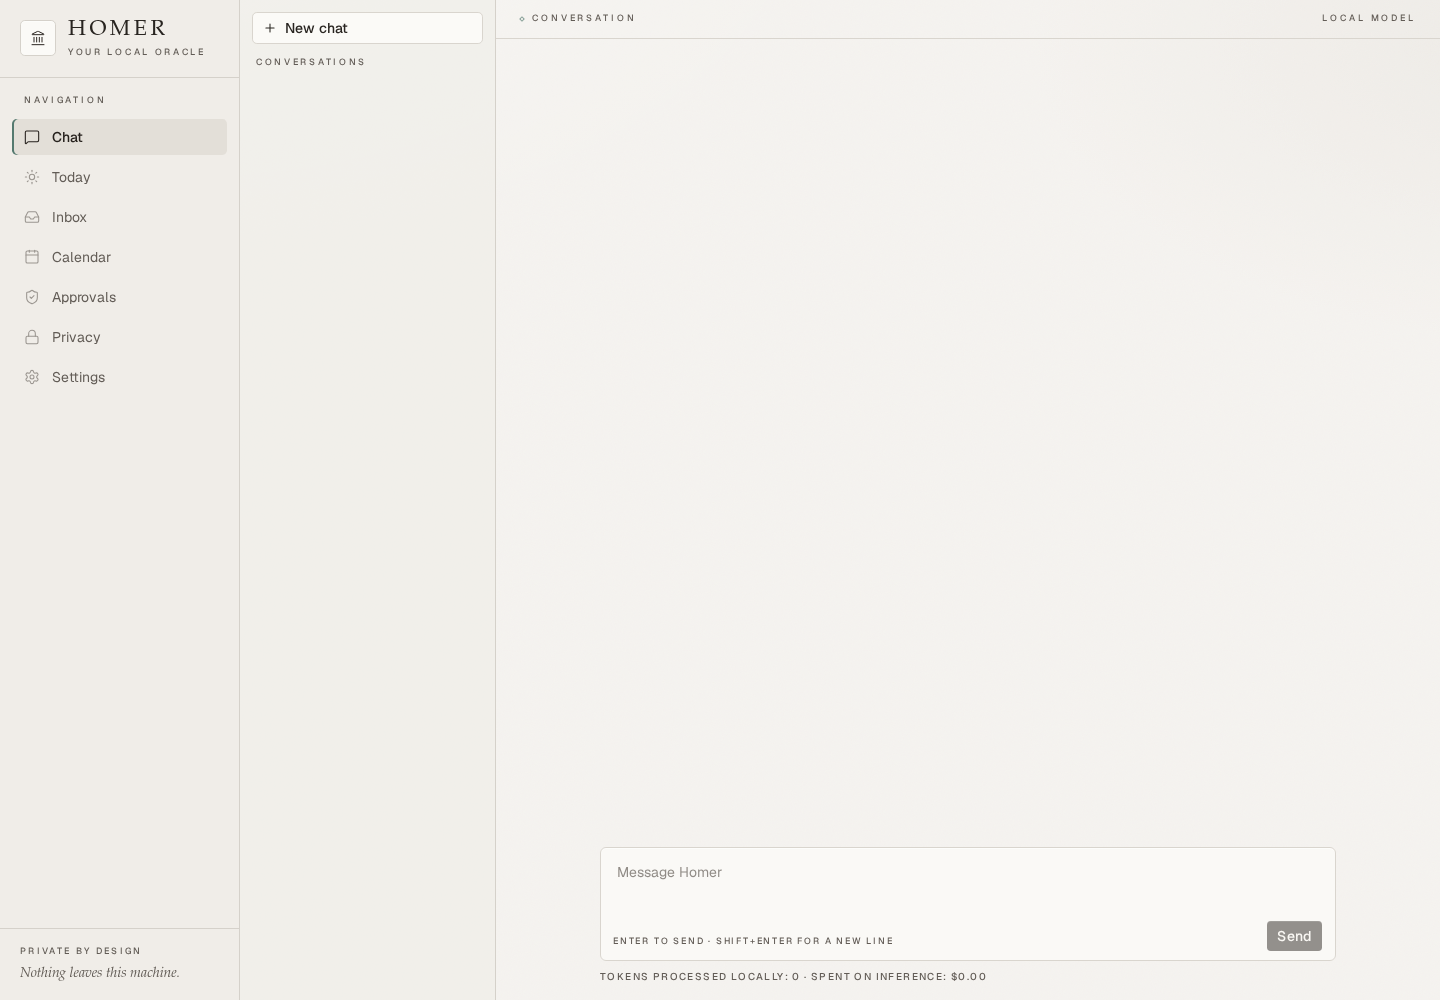 HOMER
YOUR LOCAL ORACLE
NAVIGATION
Chat
Today
Inbox
Calendar
Approvals
Privacy
Settings
PRIVATE BY DESIGN
Nothing leaves this machine.
New chat
CONVERSATIONS
CONVERSATION
LOCAL MODEL
Message Homer
ENTER TO SEND · SHIFT+ENTER FOR A NEW LINE
Send
TOKENS PROCESSED LOCALLY: 0 · SPENT ON INFERENCE: $0.00